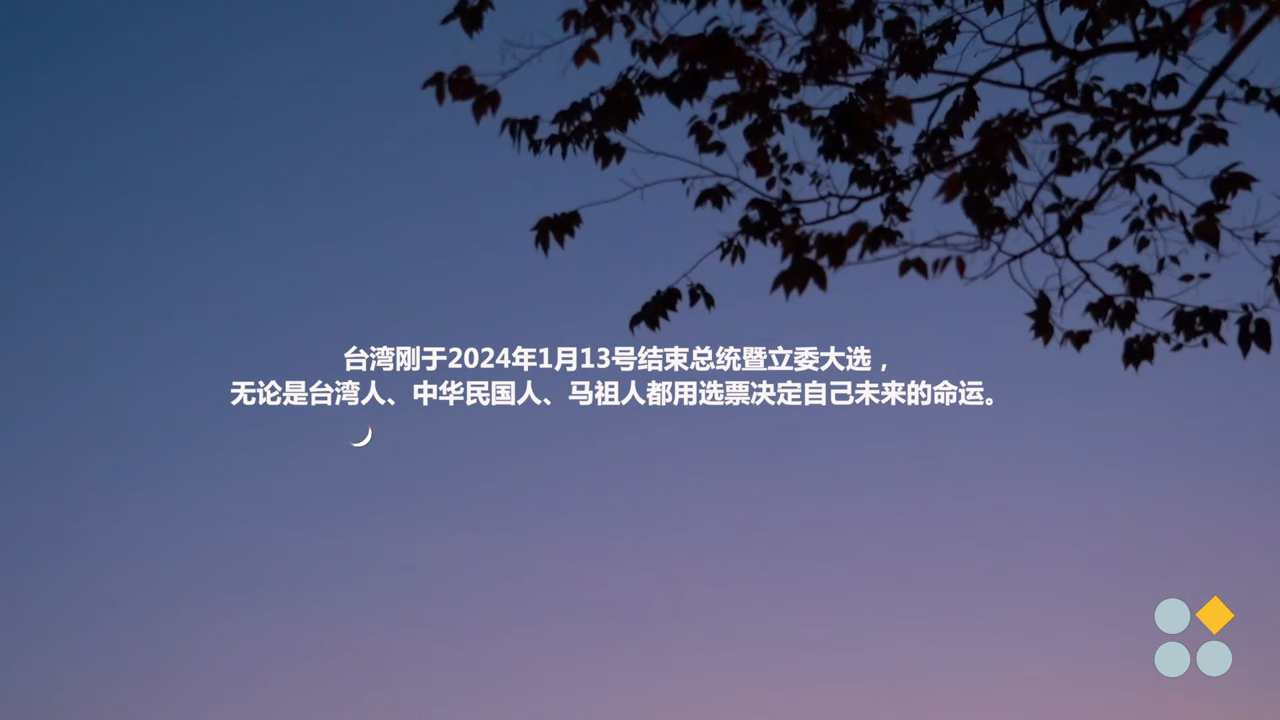 台湾刚于2024年1月13号结束总统暨立委大选，
无论是台湾人、中华民国人、马祖人都用选票决定自己未来的命运。